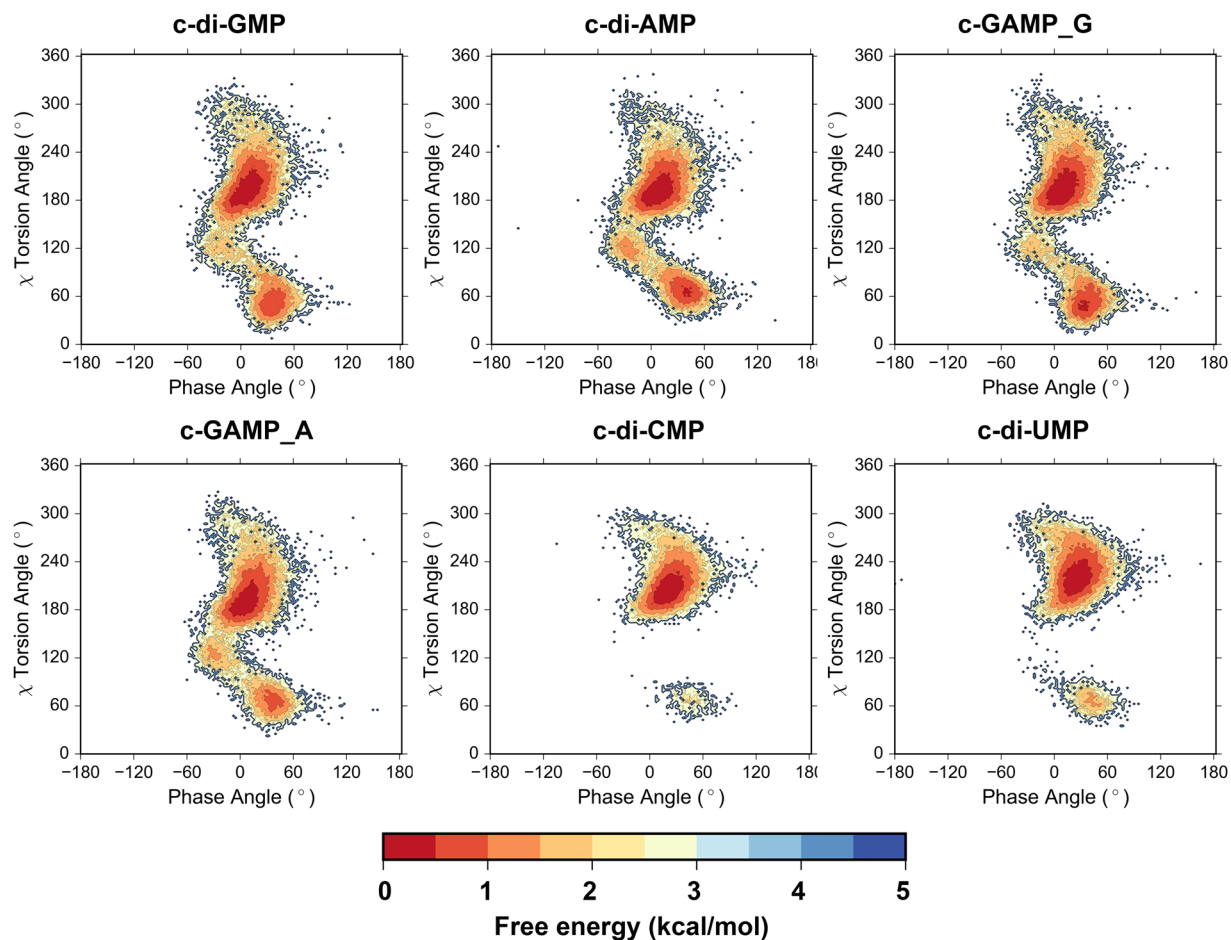 c-di-GMP c-di-AMP c-GAMP_G
360 360 360
300 300 300
240 240 240
180 180 180
120 120 120
60 60 60
0 0 0
χ Torsion Angle (°) χ Torsion Angle (°) χ Torsion Angle (°)
−180 −120 −60 0 60 120 180 −180 −120 −60 0 60 120 180 −180 −120 −60 0 60 120 180
Phase Angle (°) Phase Angle (°) Phase Angle (°)
c-GAMP_A c-di-CMP c-di-UMP
360 360 360
300 300 300
240 240 240
180 180 180
120 120 120
60 60 60
0 0 0
χ Torsion Angle (°) χ Torsion Angle (°) χ Torsion Angle (°)
−180 −120 −60 0 60 120 180 −180 −120 −60 0 60 120 180 −180 −120 −60 0 60 120 180
Phase Angle (°) Phase Angle (°) Phase Angle (°)
0 1 2 3 4 5
Free energy (kcal/mol)